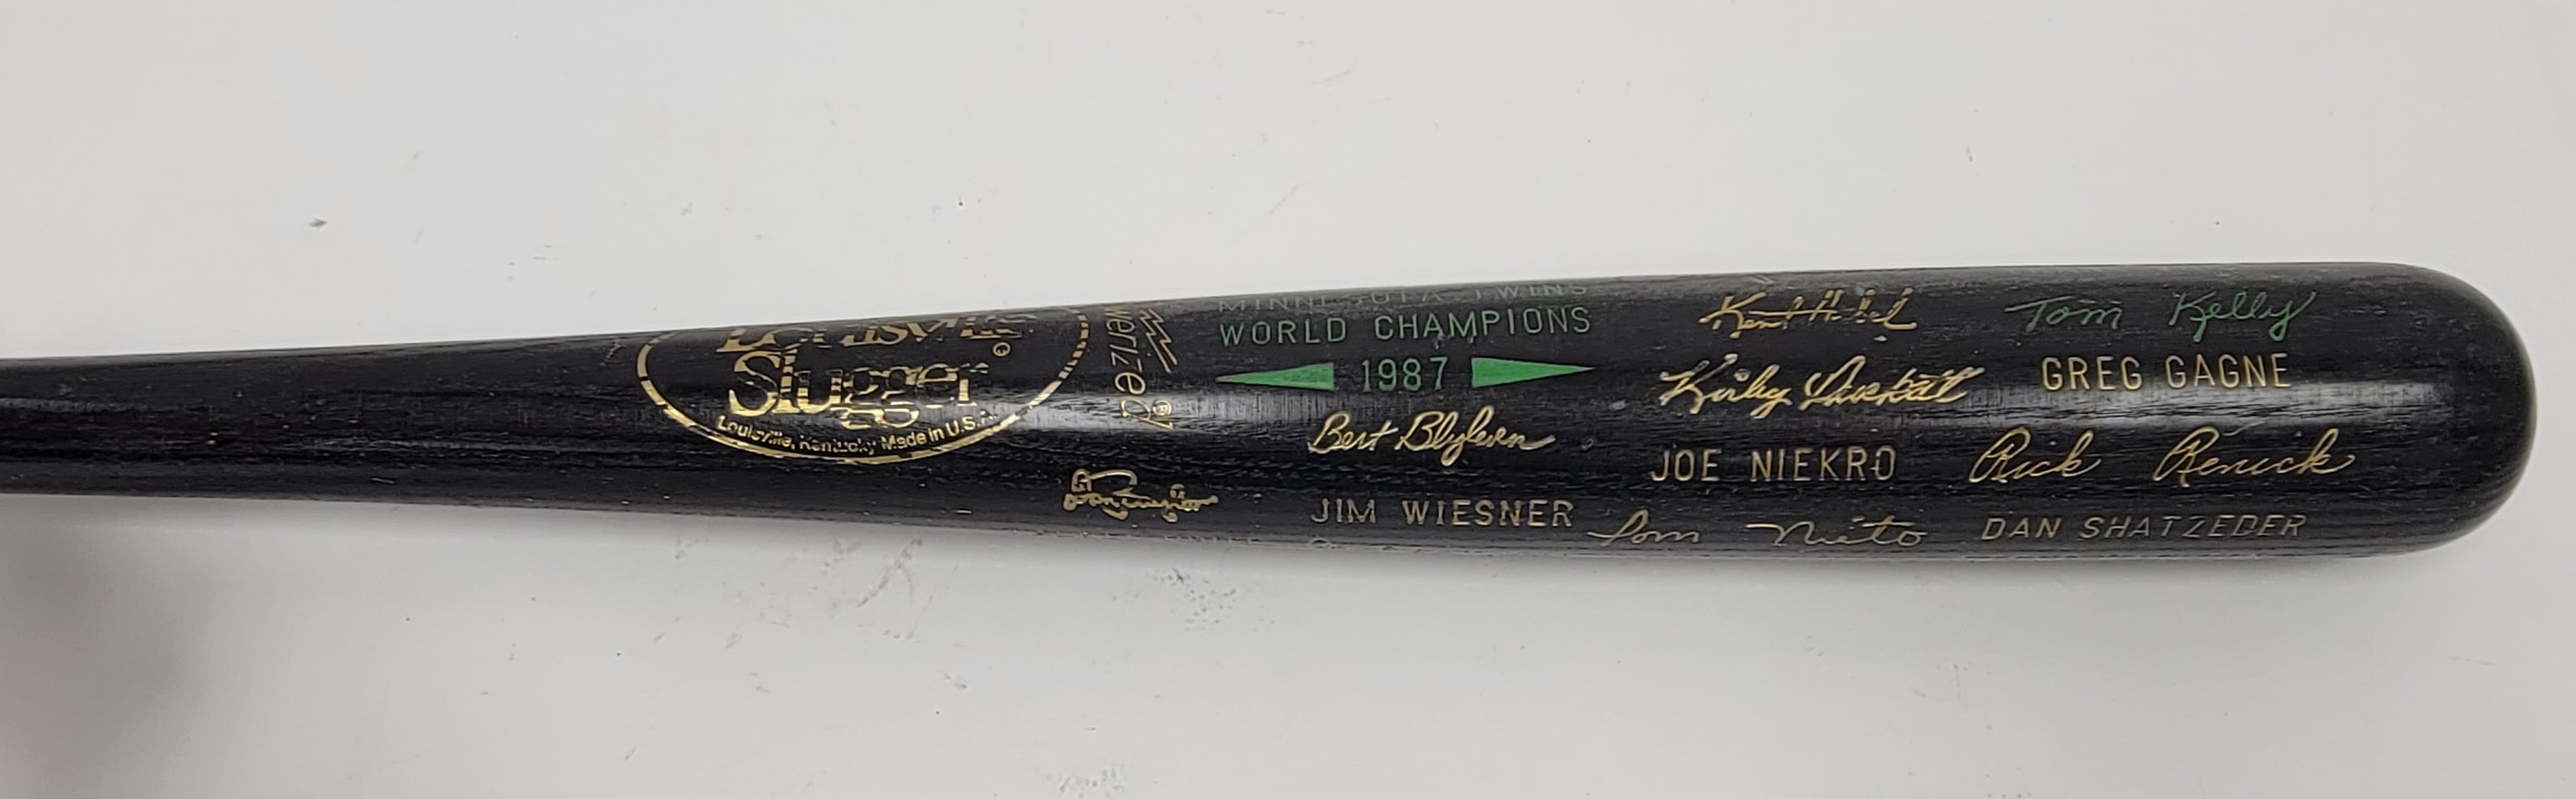 Louisville
Slugger
Louisville, Kentucky Made in U.S.A.
MINNESOTA TWINS
WORLD CHAMPIONS
1987
Bert Blyleven
JIM WIESNER
Kent Hrbek
Kirby Puckett
JOE NIEKRO
Tom Nieto
Tom Kelly
GREG GAGNE
Rick Renick
DAN SHATZEDER